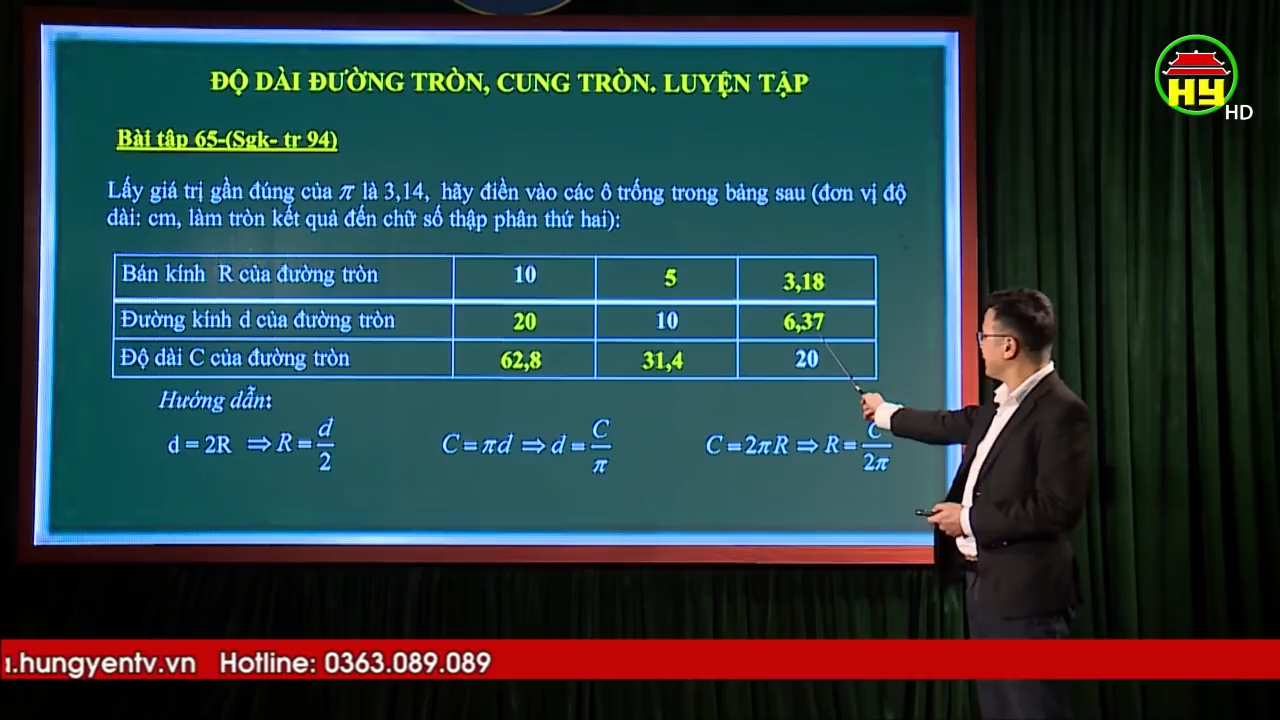 HY
HD
ĐỘ DÀI ĐƯỜNG TRÒN, CUNG TRÒN. LUYỆN TẬP
Bài tập 65-(Sgk- tr 94)
Lấy giá trị gần đúng của π là 3,14, hãy điền vào các ô trống trong bảng sau (đơn vị độ
dài: cm, làm tròn kết quả đến chữ số thập phân thứ hai):
Bán kính R của đường tròn 10 5 3,18
Đường kính d của đường tròn 20 10 6,37
Độ dài C của đường tròn 62,8 31,4 20
Hướng dẫn:
d = 2R ⇒ R = d/2 C = πd ⇒ d = C/π C = 2πR ⇒ R = C/2π
.hungyentv.vn Hotline: 0363.089.089